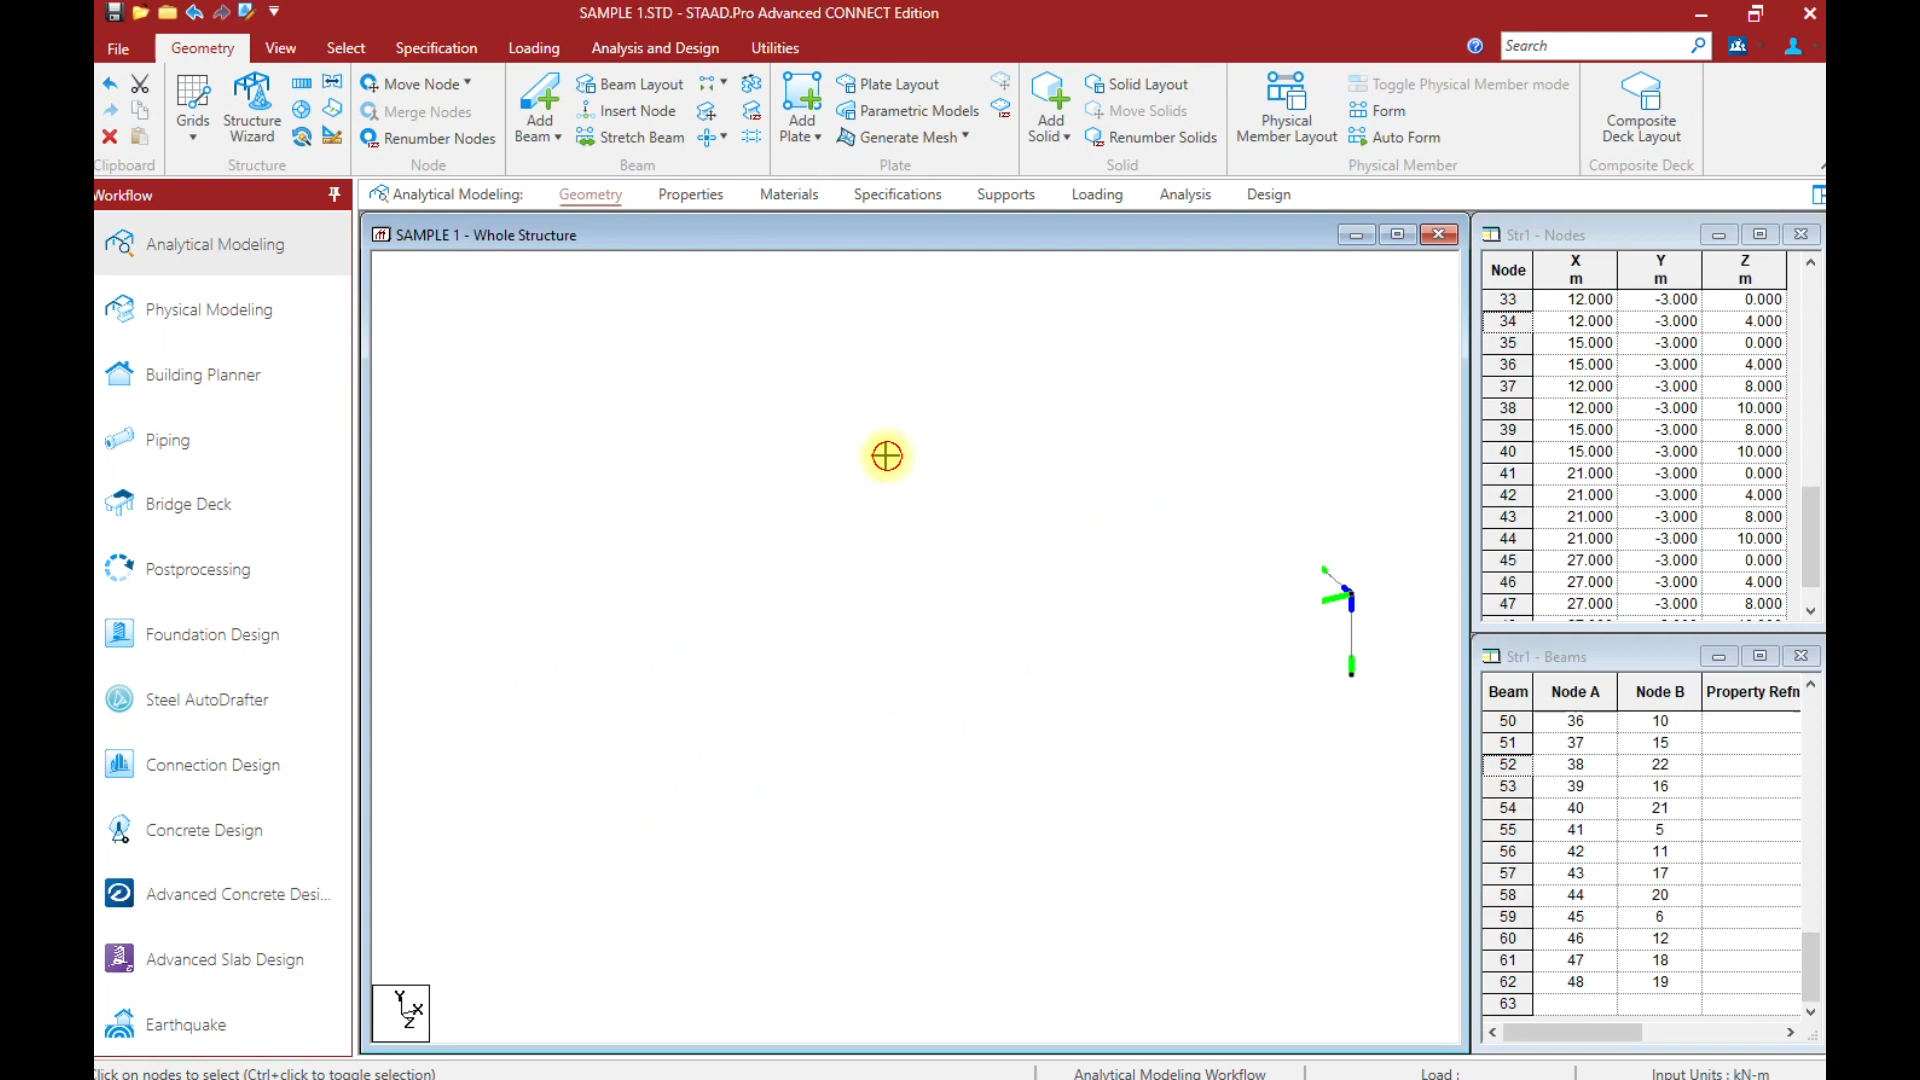 SAMPLE 1.STD - STAAD.Pro Advanced CONNECT Edition
File Geometry View Select Specification Loading Analysis and Design Utilities Search
Grids
Structure Wizard
Clipboard Structure
Move Node
Merge Nodes
Renumber Nodes
Node
Add Beam
Beam Layout
Insert Node
Stretch Beam
Beam
Add Plate
Plate Layout
Parametric Models
Generate Mesh
Plate
Add Solid
Solid Layout
Move Solids
Renumber Solids
Solid
Physical Member Layout
Toggle Physical Member mode
Form
Auto Form
Physical Member
Composite Deck Layout
Composite Deck
Workflow
Analytical Modeling
Physical Modeling
Building Planner
Piping
Bridge Deck
Postprocessing
Foundation Design
Steel AutoDrafter
Connection Design
Concrete Design
Advanced Concrete Desi...
Advanced Slab Design
Earthquake
Analytical Modeling: Geometry Properties Materials Specifications Supports Loading Analysis Design
SAMPLE 1 - Whole Structure
Y
X
Z
Str1 - Nodes
Node X m Y m Z m
33 12.000 -3.000 0.000
34 12.000 -3.000 4.000
35 15.000 -3.000 0.000
36 15.000 -3.000 4.000
37 12.000 -3.000 8.000
38 12.000 -3.000 10.000
39 15.000 -3.000 8.000
40 15.000 -3.000 10.000
41 21.000 -3.000 0.000
42 21.000 -3.000 4.000
43 21.000 -3.000 8.000
44 21.000 -3.000 10.000
45 27.000 -3.000 0.000
46 27.000 -3.000 4.000
47 27.000 -3.000 8.000
Str1 - Beams
Beam Node A Node B Property Refn
50 36 10
51 37 15
52 38 22
53 39 16
54 40 21
55 41 5
56 42 11
57 43 17
58 44 20
59 45 6
60 46 12
61 47 18
62 48 19
63
Click on nodes to select (Ctrl+click to toggle selection) Analytical Modeling Workflow Load : Input Units : kN-m